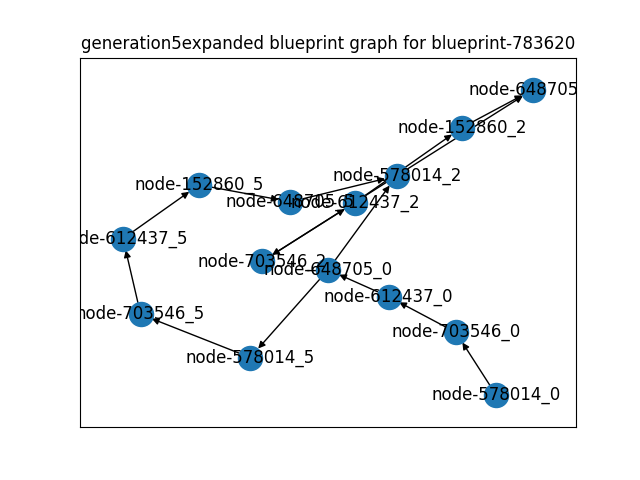 generation5expanded blueprint graph for blueprint-783620
node-648705
node-152860_2
node-578014_2
node-152860_5
node-648705_5
node-612437_2
de-612437_5
node-703546_2
node-648705_0
node-612437_0
node-703546_5
node-703546_0
node-578014_5
node-578014_0